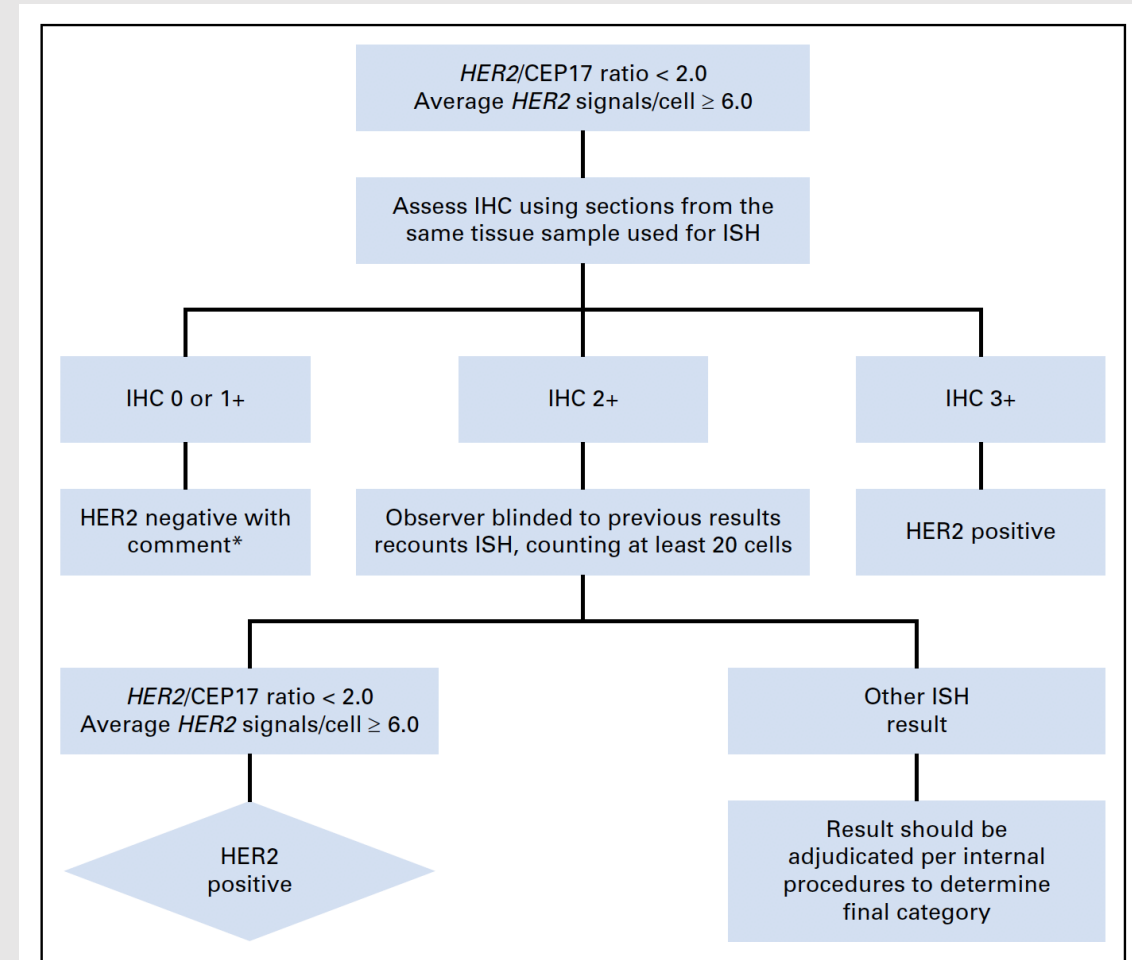 HER2/CEP17 ratio < 2.0
Average HER2 signals/cell ≥ 6.0
Assess IHC using sections from the
same tissue sample used for ISH
IHC 0 or 1+
IHC 2+
IHC 3+
HER2 negative with
comment*
Observer blinded to previous results
recounts ISH, counting at least 20 cells
HER2 positive
HER2/CEP17 ratio < 2.0
Average HER2 signals/cell ≥ 6.0
Other ISH
result
HER2
positive
Result should be
adjudicated per internal
procedures to determine
final category